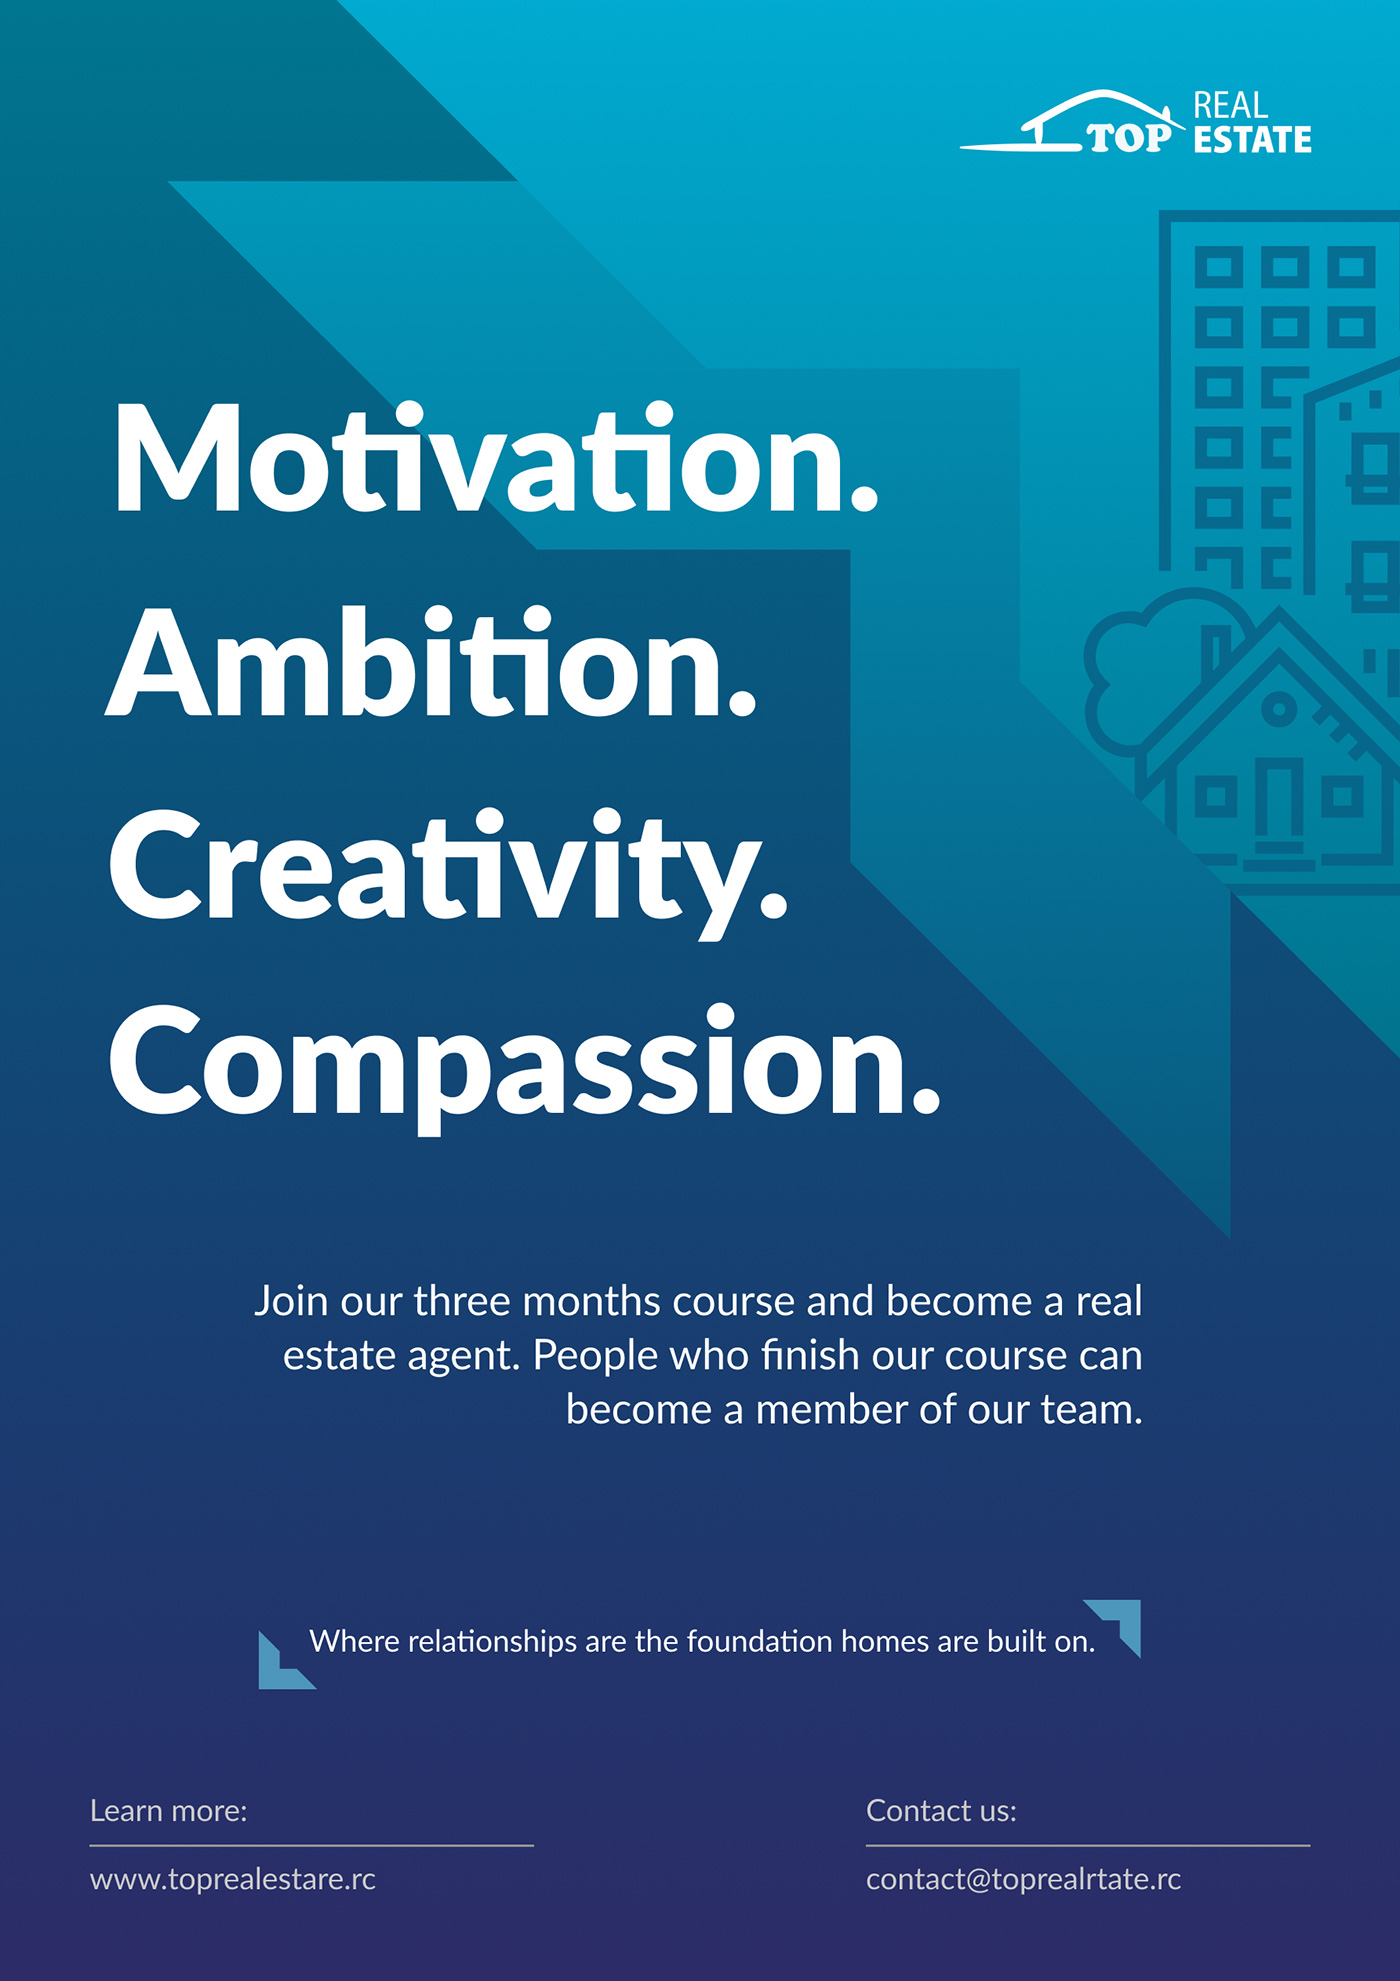 TOP REAL
ESTATE
Motivation.
Ambition.
Creativity.
Compassion.
Join our three months course and become a real
estate agent. People who finish our course can
become a member of our team.
Where relationships are the foundation homes are built on.
Learn more:
www.toprealestare.rc
Contact us:
contact@toprealrtate.rc